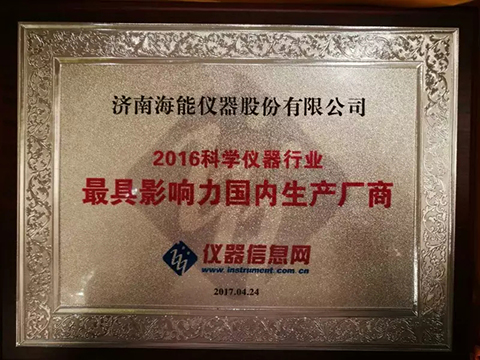 济南海能仪器股份有限公司
2016科学仪器行业
最具影响力国内生产厂商
仪器信息网
www.instrument.com.cn
2017.04.24